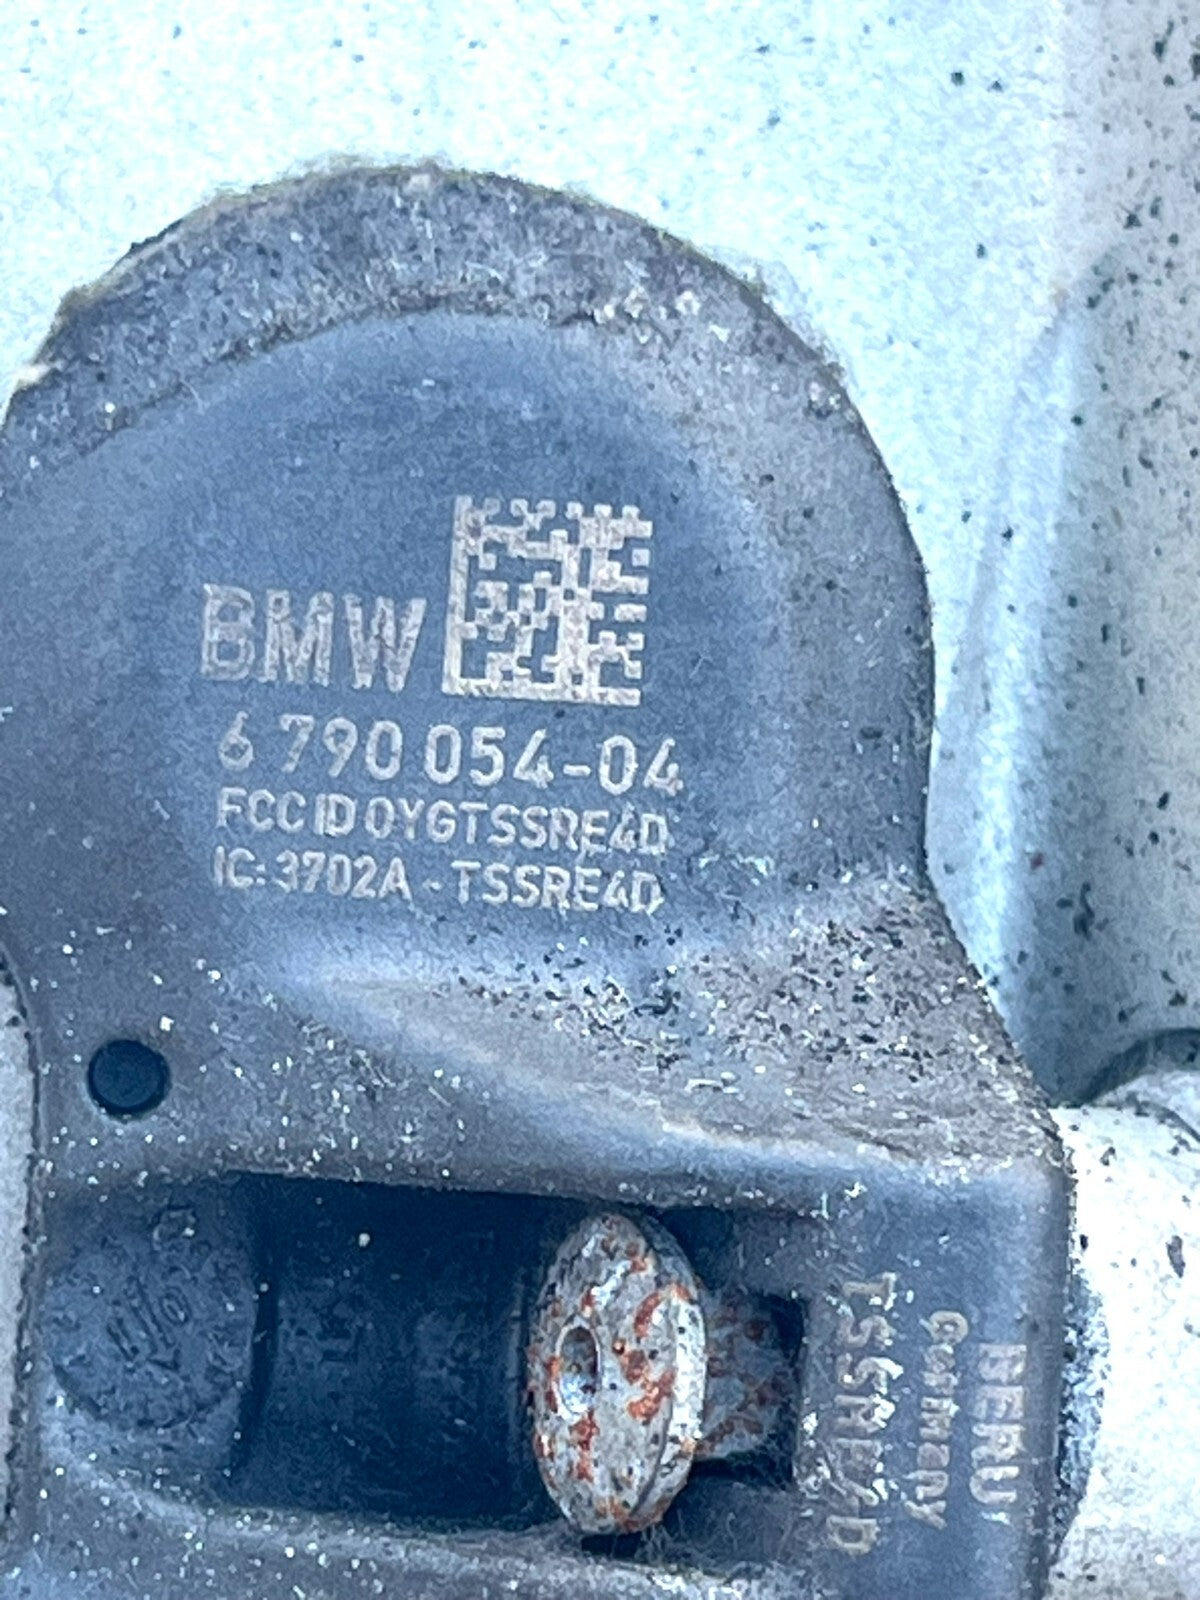 BMW
6 790 054-04
FCC ID OYGTSSRE4D
IC: 3702A - TSSRE4D
TSSRE4D
Germany
BERU